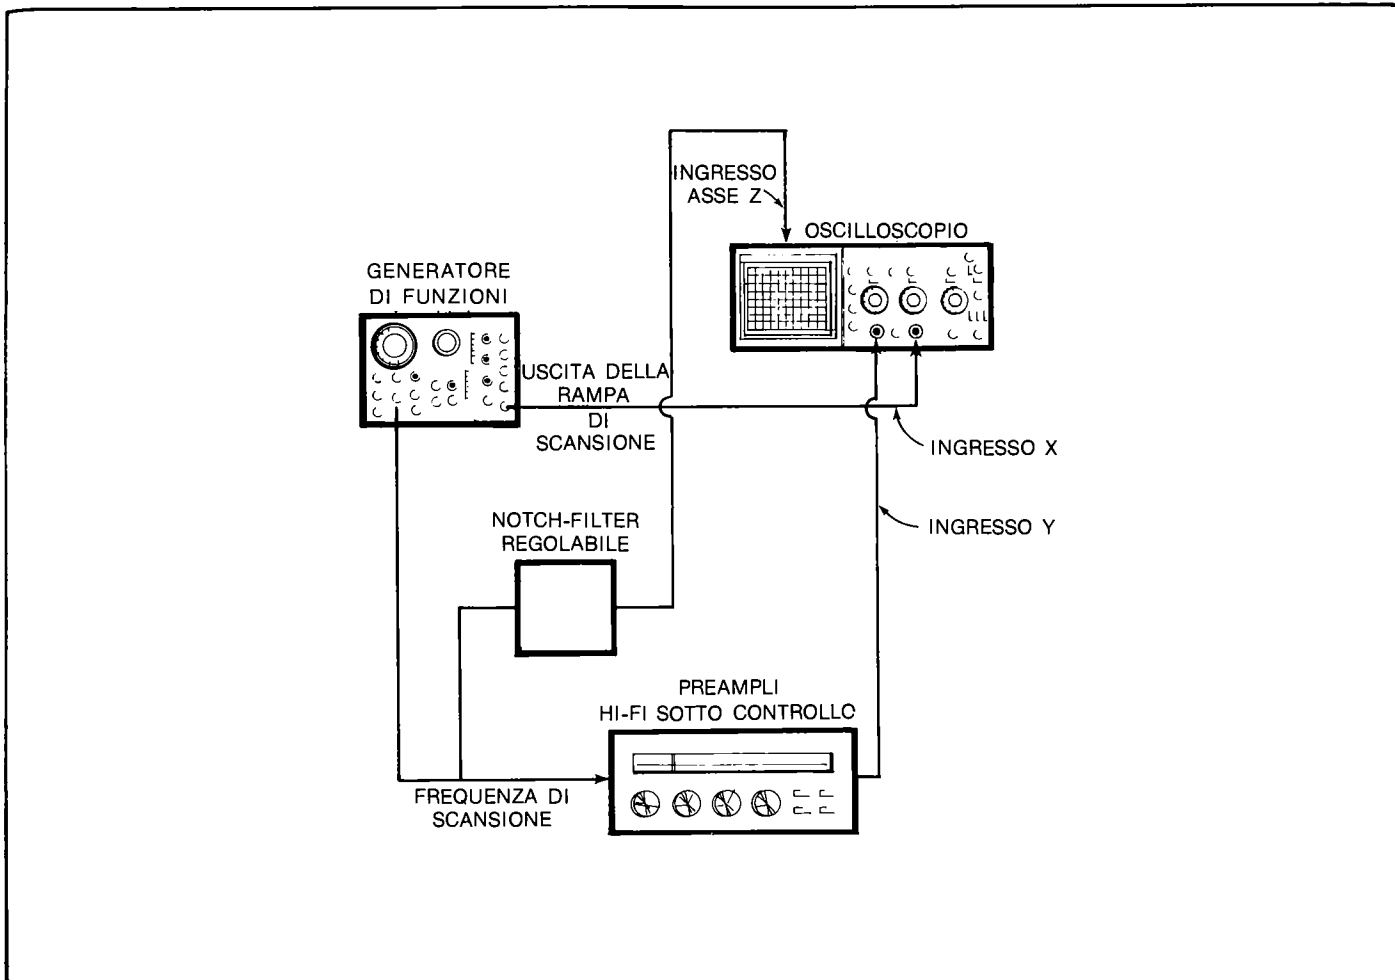 INGRESSO
ASSE Z
OSCILLOSCOPIO
GENERATORE
DI FUNZIONI
USCITA DELLA
RAMPA
DI
SCANSIONE
INGRESSO X
INGRESSO Y
NOTCH-FILTER
REGOLABILE
PREAMPLI
HI-FI SOTTO CONTROLLO
FREQUENZA DI
SCANSIONE